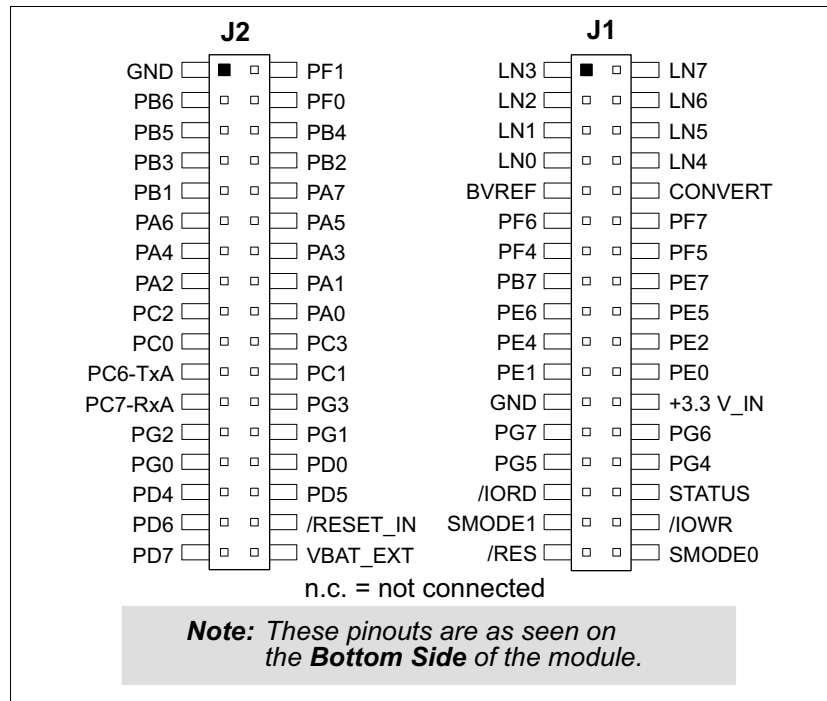 J2
GND PF1
PB6 PF0
PB5 PB4
PB3 PB2
PB1 PA7
PA6 PA5
PA4 PA3
PA2 PA1
PC2 PA0
PC0 PC3
PC6-TxA PC1
PC7-RxA PG3
PG2 PG1
PG0 PD0
PD4 PD5
PD6 /RESET_IN
PD7 VBAT_EXT
J1
LN3 LN7
LN2 LN6
LN1 LN5
LN0 LN4
BVREF CONVERT
PF6 PF7
PF4 PF5
PB7 PE7
PE6 PE5
PE4 PE2
PE1 PE0
GND +3.3 V_IN
PG7 PG6
PG5 PG4
/IORD STATUS
SMODE1 /IOWR
/RES SMODE0
n.c. = not connected
Note: These pinouts are as seen on
the Bottom Side of the module.